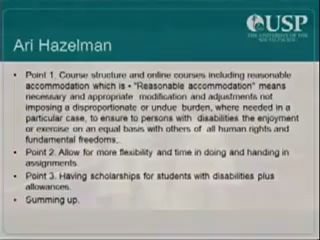 USP
THE UNIVERSITY OF THE
SOUTH PACIFIC
Ari Hazelman
• Point 1. Course structure and online courses including reasonable
accommodation which is • "Reasonable accommodation" means
necessary and appropriate modification and adjustments not
imposing a disproportionate or undue burden, where needed in a
particular case, to ensure to persons with disabilities the enjoyment
or exercise on an equal basis with others of all human rights and
fundamental freedoms,.
• Point 2. Allow for more flexibility and time in doing and handing in
assignments.
• Point 3. Having scholarships for students with disabilities plus
allowances.
• Summing up.